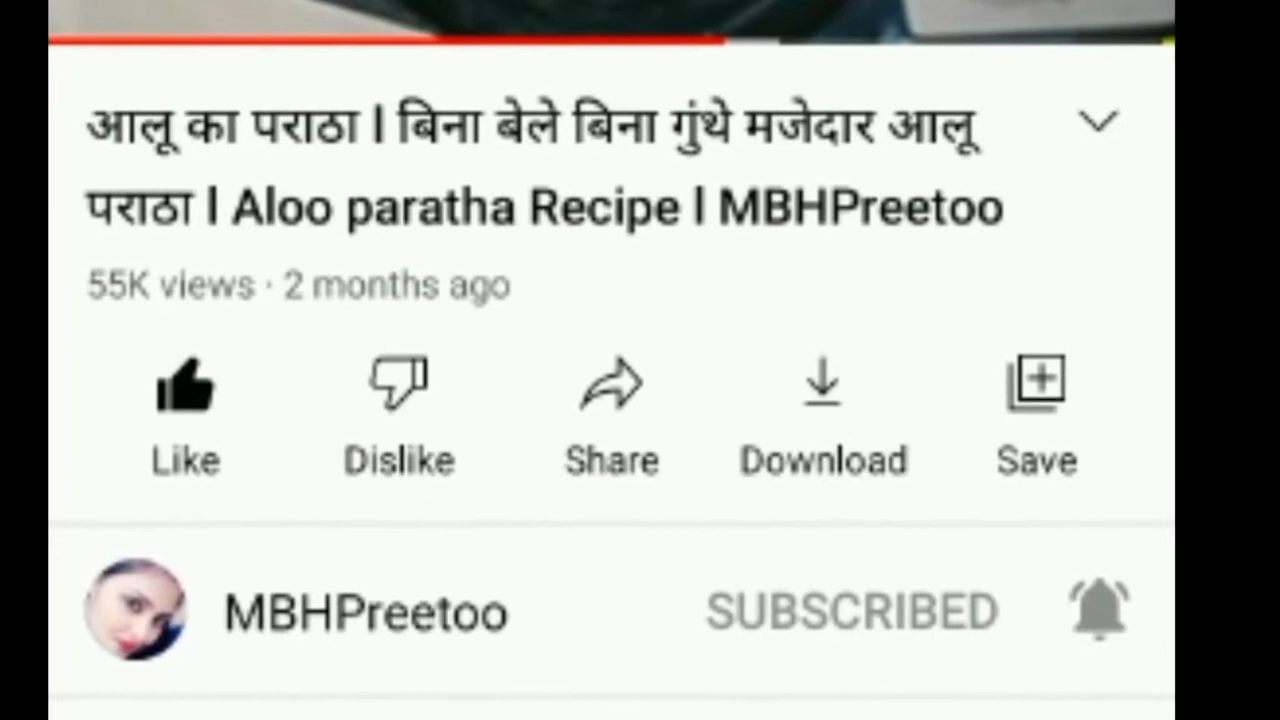 आलू का पराठा l बिना बेले बिना गुंथे मजेदार आलू
पराठा l Aloo paratha Recipe l MBHPreetoo
55K views · 2 months ago
Like Dislike Share Download Save
MBHPreetoo SUBSCRIBED